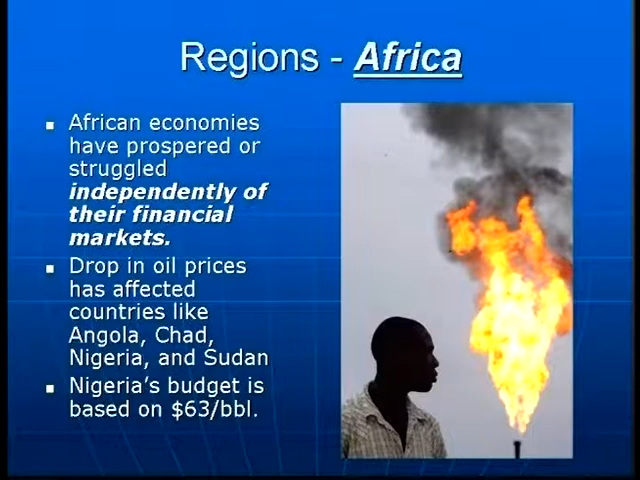 Regions - Africa
African economies
have prospered or
struggled
independently of
their financial
markets.
Drop in oil prices
has affected
countries like
Angola, Chad,
Nigeria, and Sudan
Nigeria's budget is
based on $63/bbl.